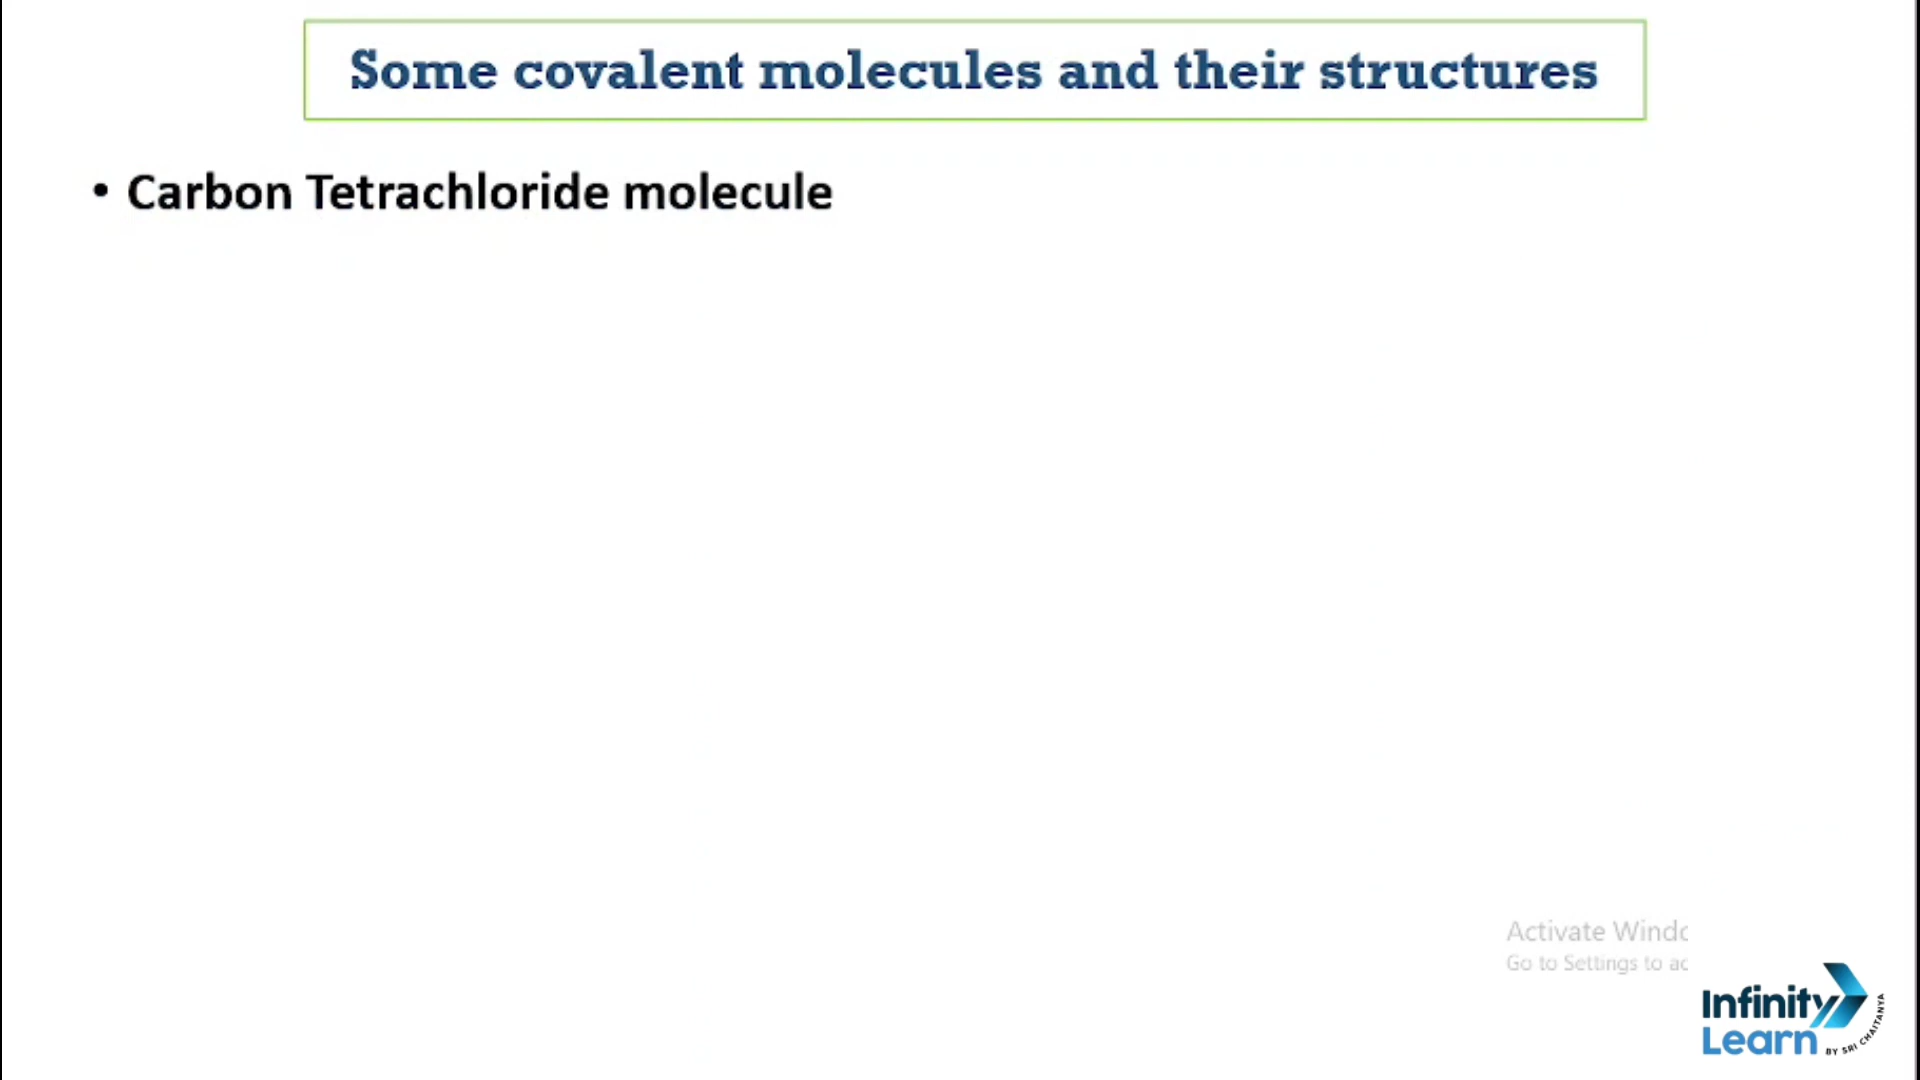 Some covalent molecules and their structures
• Carbon Tetrachloride molecule
Activate Windo
Go to Settings to ac
Infinity
Learn
BY SRI CHAITANYA